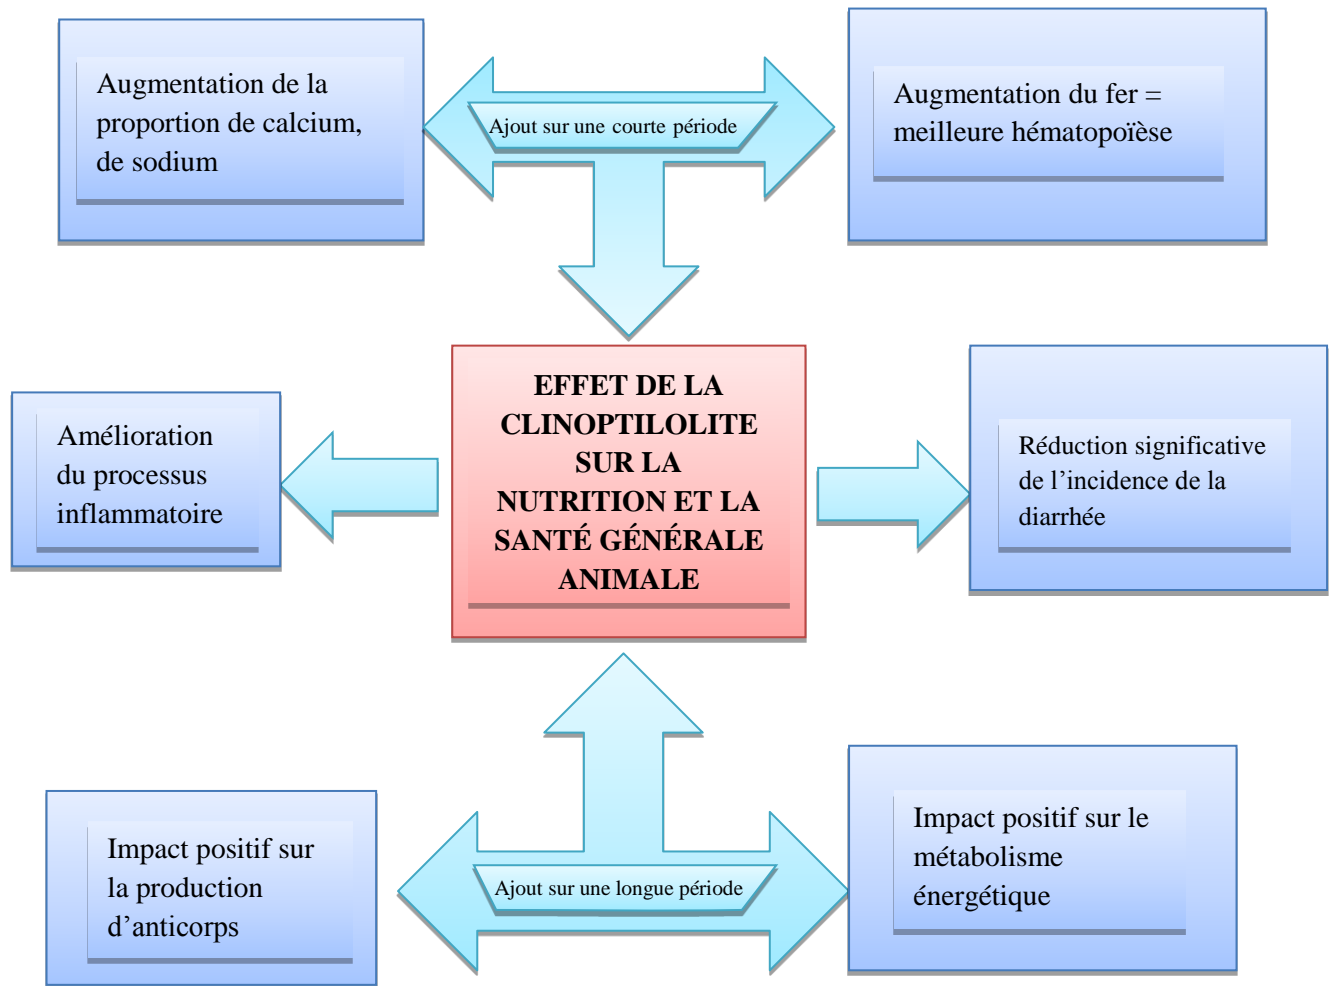 Augmentation de la
proportion de calcium,
de sodium
Ajout sur une courte période
Augmentation du fer =
meilleure hématopoïèse
Amélioration
du processus
inflammatoire
EFFET DE LA
CLINOPTILOLITE
SUR LA
NUTRITION ET LA
SANTÉ GÉNÉRALE
ANIMALE
Réduction significative
de l’incidence de la
diarrhée
Impact positif sur
la production
d’anticorps
Ajout sur une longue période
Impact positif sur le
métabolisme
énergétique